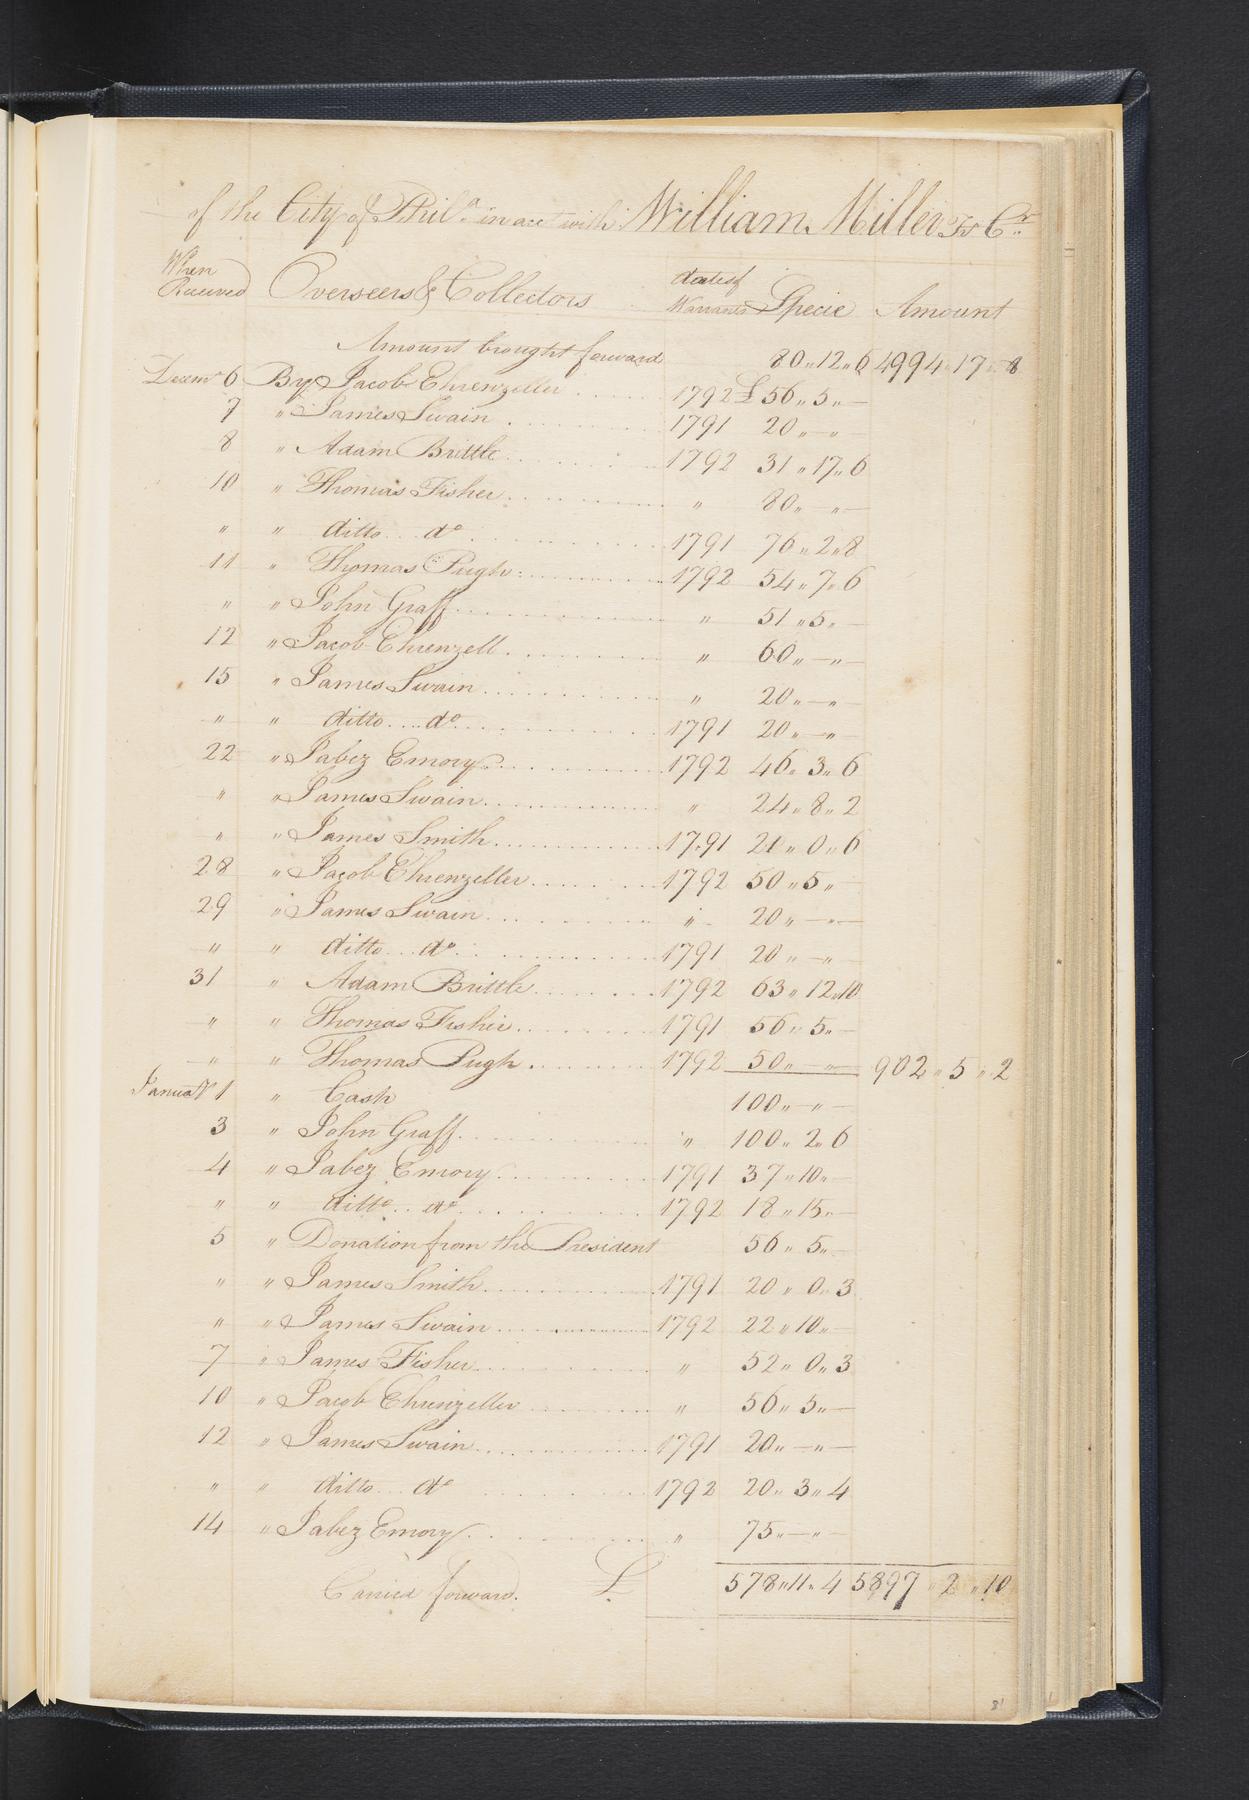 of the City of Phila. in acct with William Miller Jr Cr.
When Received Overseers & Collectors dates of Warrants Specie Amount
Amount brought forward 80 " 12 " 6 4994 " 17 " 8
Decemr 6 By Jacob Ehrenzeller 1792 £ 56 " 5 " —
7 " James Swain 1791 20 " — " —
8 " Adam Brittle 1792 31 " 17 " 6
10 " Thomas Fisher " 80 " — " —
" " ditto do 1791 76 " 2 " 8
11 " Thomas Pugh 1792 54 " 7 " 6
" " John Graff " 51 " 5 " —
12 " Jacob Ehrenzell " 60 " — " —
15 " James Swain " 20 " — " —
" " ditto do 1791 20 " — " —
22 " Jabez Emory 1792 46 " 3 " 6
" " James Swain " 24 " 8 " 2
" " James Smith 1791 21 " 0 " 6
28 " Jacob Ehrenzeller 1792 50 " 5 " —
29 " James Swain " 20 " — " —
" " ditto do 1791 20 " — " —
31 " Adam Brittle 1792 63 " 12 " 10
" " Thomas Fisher 1791 56 " 5 " —
" " Thomas Pugh 1792 50 " — " — 902 " 5 " 2
Januay 1 " Cash 100 " — " —
3 " John Graff " 100 " 2 " 6
4 " Jabez Emory 1791 37 " 10 " —
" " ditto do 1792 18 " 15 " —
5 " Donation from the President 56 " 5 " —
" " James Smith 1791 20 " 0 " 3
" " James Swain 1792 22 " 10 " —
7 " James Fisher " 52 " 0 " 3
10 " Jacob Ehrenzeller " 56 " 5 " —
12 " James Swain 1791 20 " — " —
" " ditto do 1792 20 " 3 " 4
14 " Jabez Emory " 75 " — " —
Carried forward. £ 578 " 11 " 4 5897 " 2 " 10